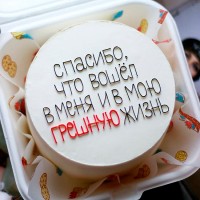 спасибо,
что вошёл
в меня и в мою
грешную жизнь